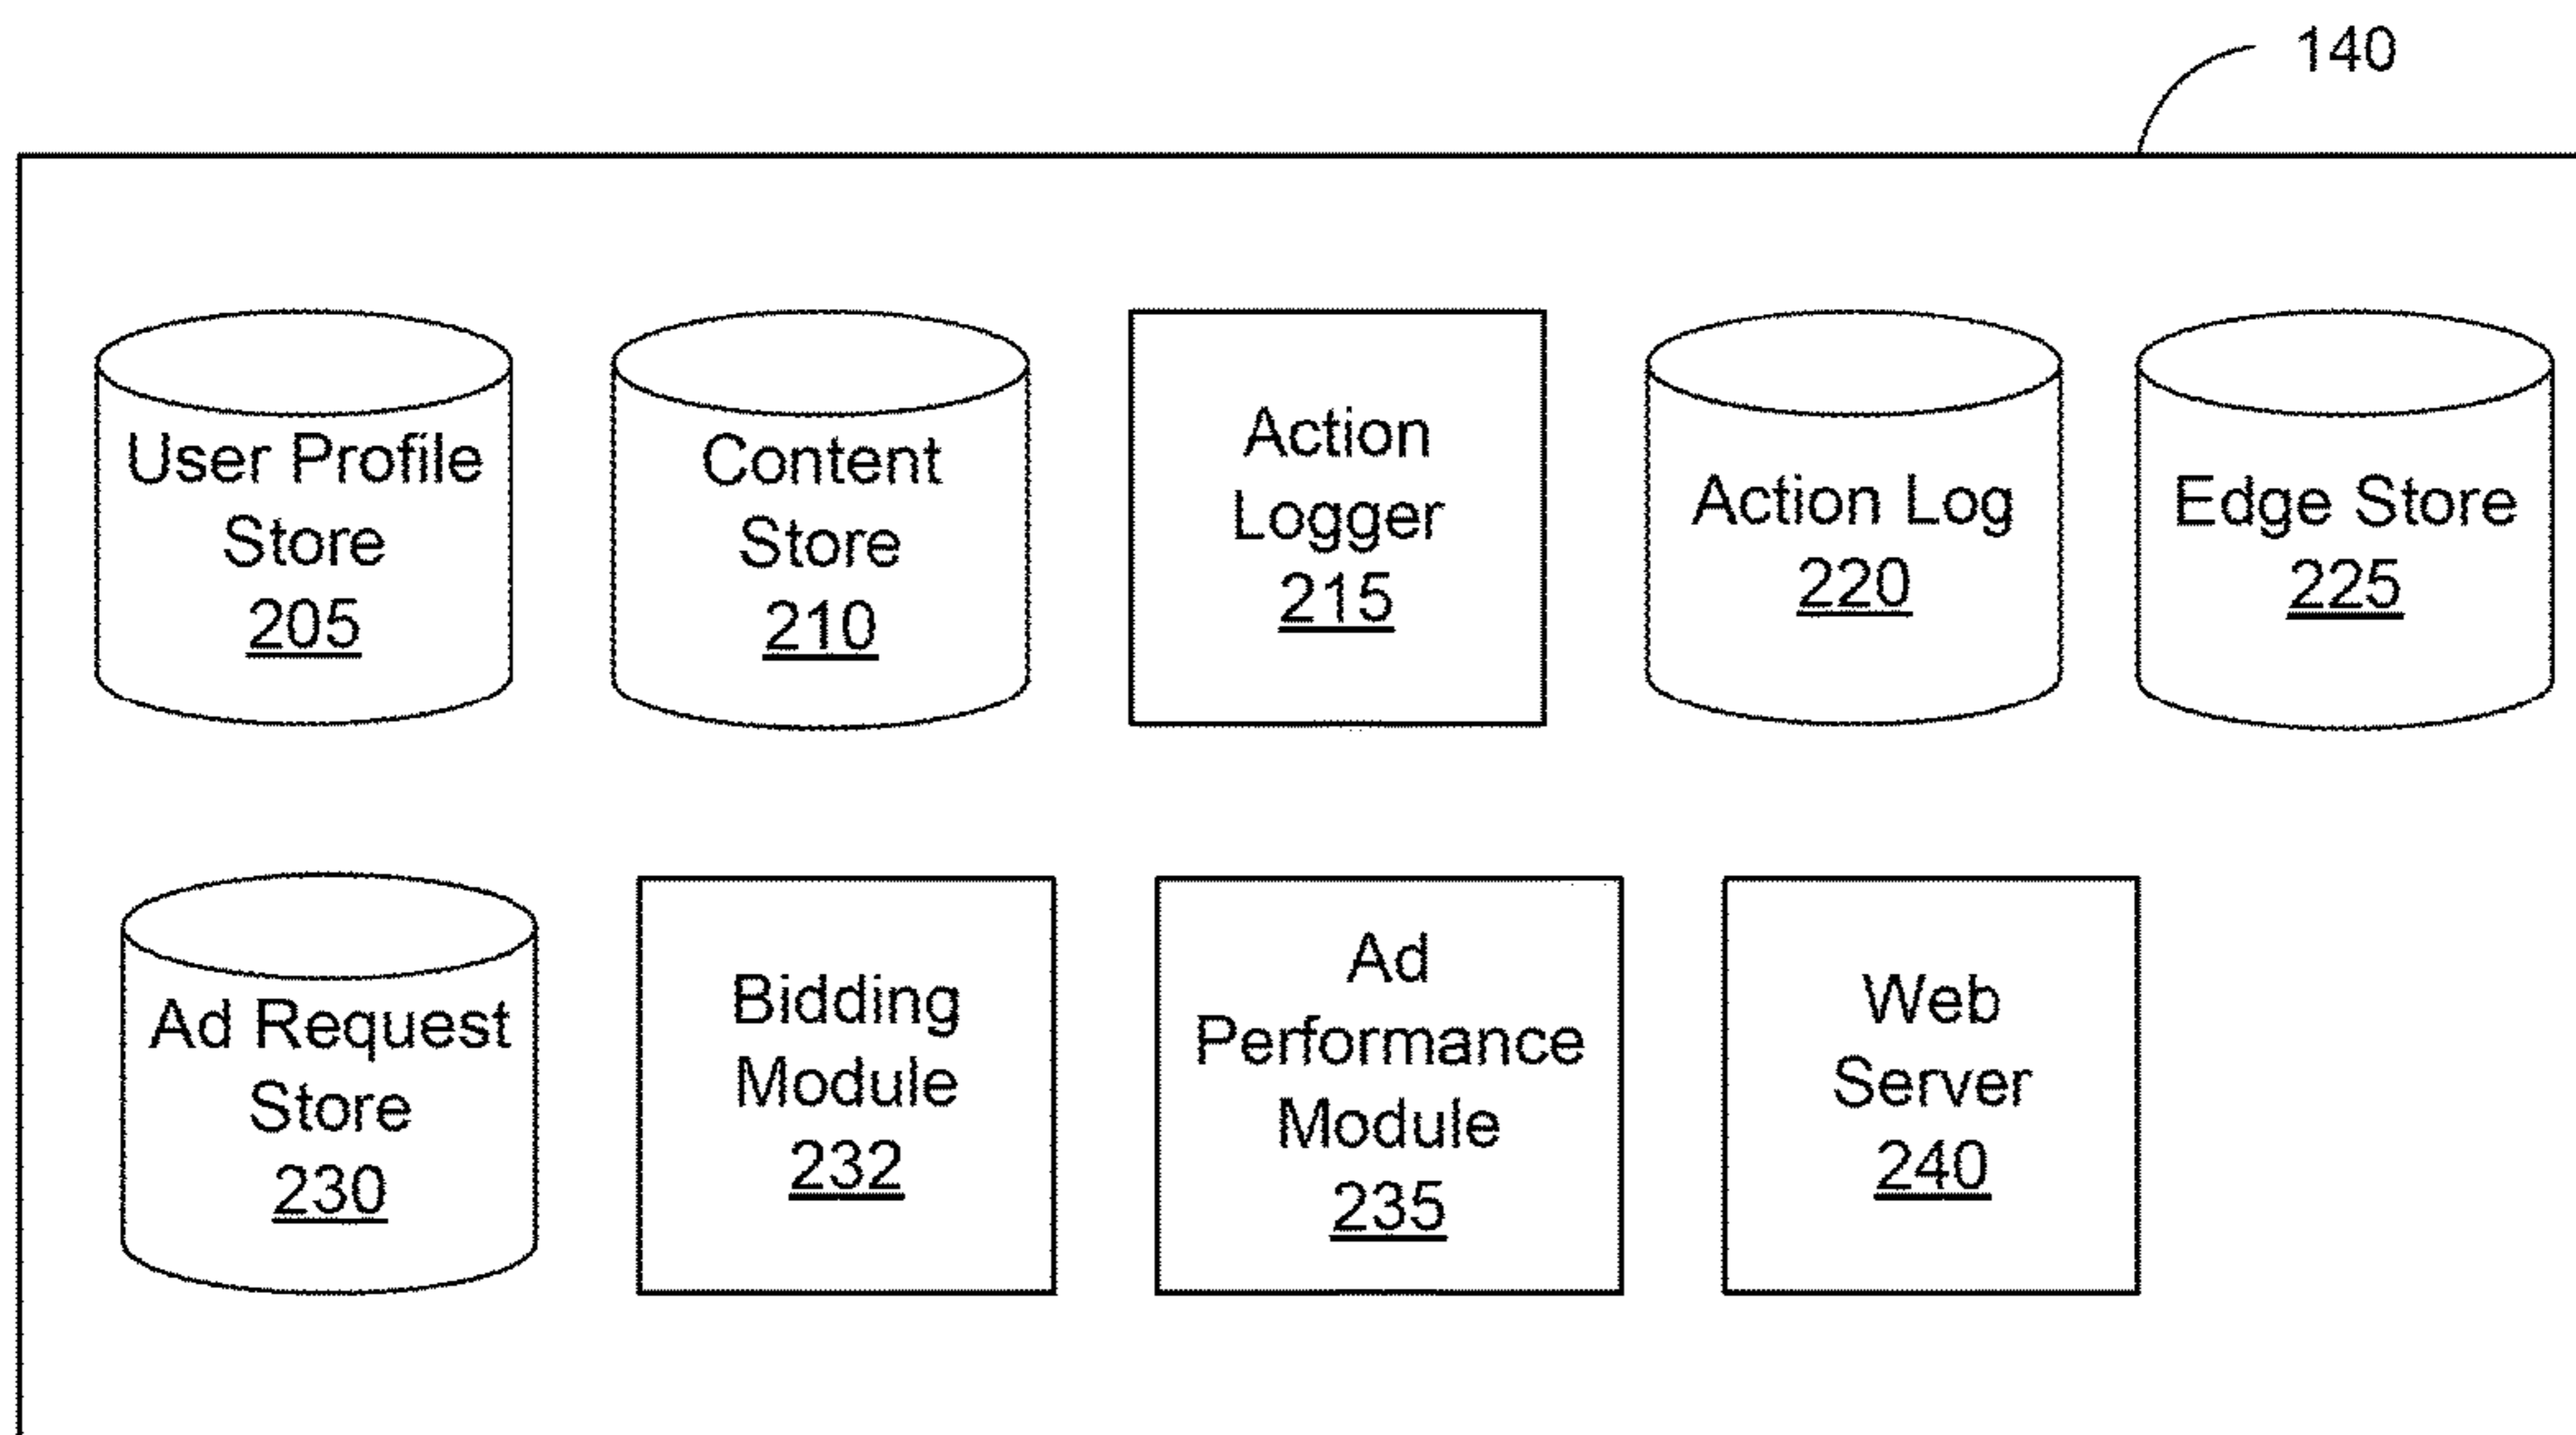 140
User Profile
Store
205
Content
Store
210
Action
Logger
215
Action Log
220
Edge Store
225
Ad Request
Store
230
Bidding
Module
232
Ad
Performance
Module
235
Web
Server
240